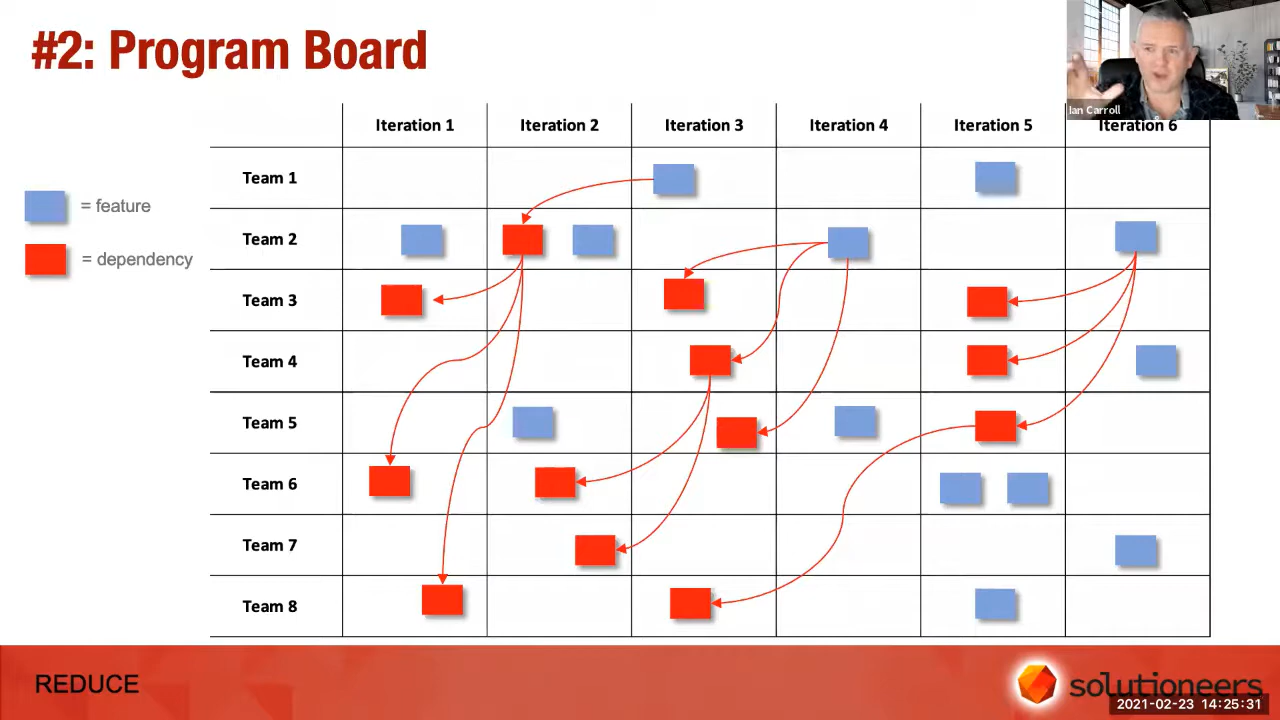 #2: Program Board
Ian Carroll
Iteration 1 Iteration 2 Iteration 3 Iteration 4 Iteration 5 Iteration 6
Team 1
= feature
Team 2
= dependency
Team 3
Team 4
Team 5
Team 6
Team 7
Team 8
REDUCE
solutioneers
2021-02-23 14:25:31